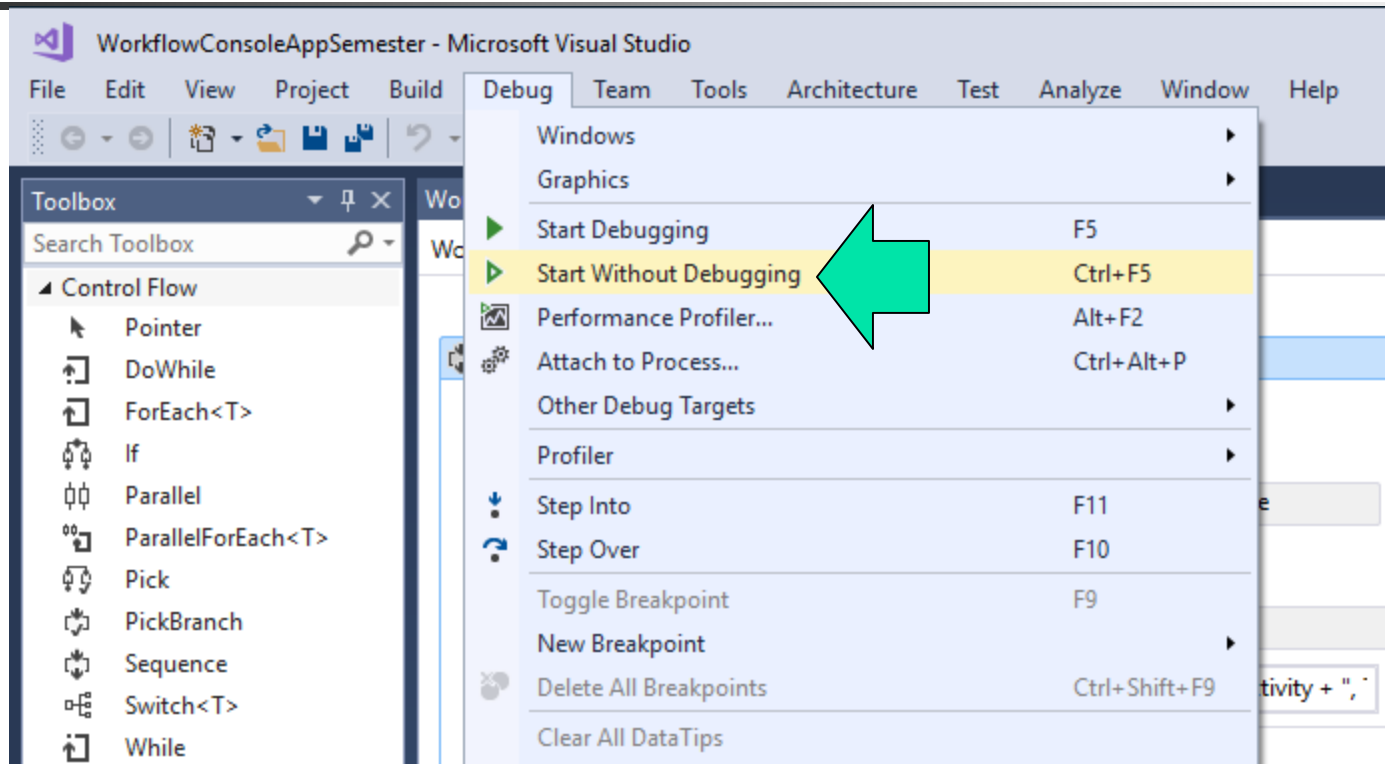 WorkflowConsoleAppSemester - Microsoft Visual Studio
File Edit View Project Build Debug Team Tools Architecture Test Analyze Window Help
Toolbox
Search Toolbox
Control Flow
Pointer
DoWhile
ForEach<T>
If
Parallel
ParallelForEach<T>
Pick
PickBranch
Sequence
Switch<T>
While
Wo
Wo
Windows
Graphics
Start Debugging F5
Start Without Debugging Ctrl+F5
Performance Profiler... Alt+F2
Attach to Process... Ctrl+Alt+P
Other Debug Targets
Profiler
Step Into F11
Step Over F10
Toggle Breakpoint F9
New Breakpoint
Delete All Breakpoints Ctrl+Shift+F9
Clear All DataTips
e
tivity + ",